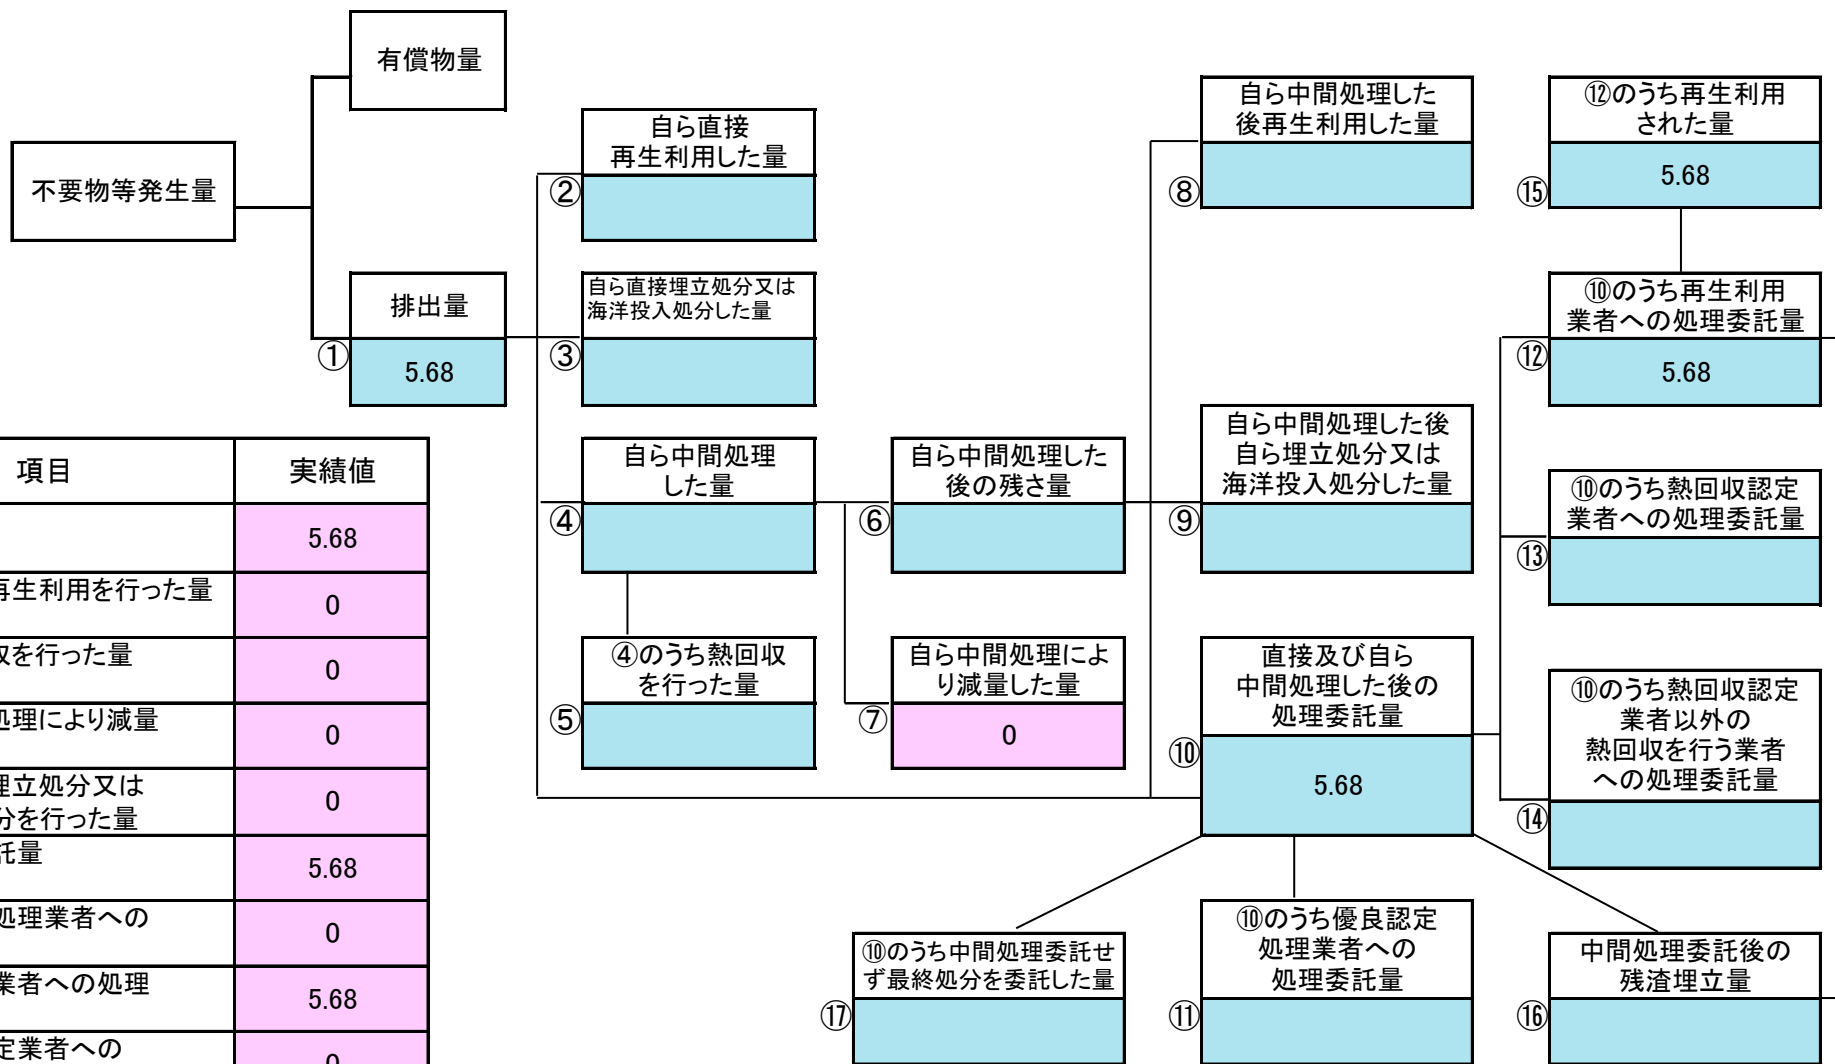 有償物量
不要物等発生量
排出量
①
5.68
自ら直接
再生利用した量
②
自ら直接埋立処分又は
海洋投入処分した量
③
自ら中間処理
した量
④
④のうち熱回収
を行った量
⑤
自ら中間処理した
後の残さ量
⑥
自ら中間処理によ
り減量した量
⑦
0
自ら中間処理した
後再生利用した量
⑧
自ら中間処理した後
自ら埋立処分又は
海洋投入処分した量
⑨
直接及び自ら
中間処理した後の
処理委託量
⑩
5.68
⑩のうち優良認定
処理業者への
処理委託量
⑪
⑫のうち再生利用
された量
⑮
5.68
⑩のうち再生利用
業者への処理委託量
⑫
5.68
⑩のうち熱回収認定
業者への処理委託量
⑬
⑩のうち熱回収認定
業者以外の
熱回収を行う業者
への処理委託量
⑭
中間処理委託後の
残渣埋立量
⑯
⑩のうち中間処理委託せ
ず最終処分を委託した量
⑰
項目 実績値
5.68
再生利用を行った量
0
を行った量
0
処理により減量
0
埋立処分又は
分を行った量
0
託量
5.68
処理業者への
0
業者への処理
5.68
定業者への
0